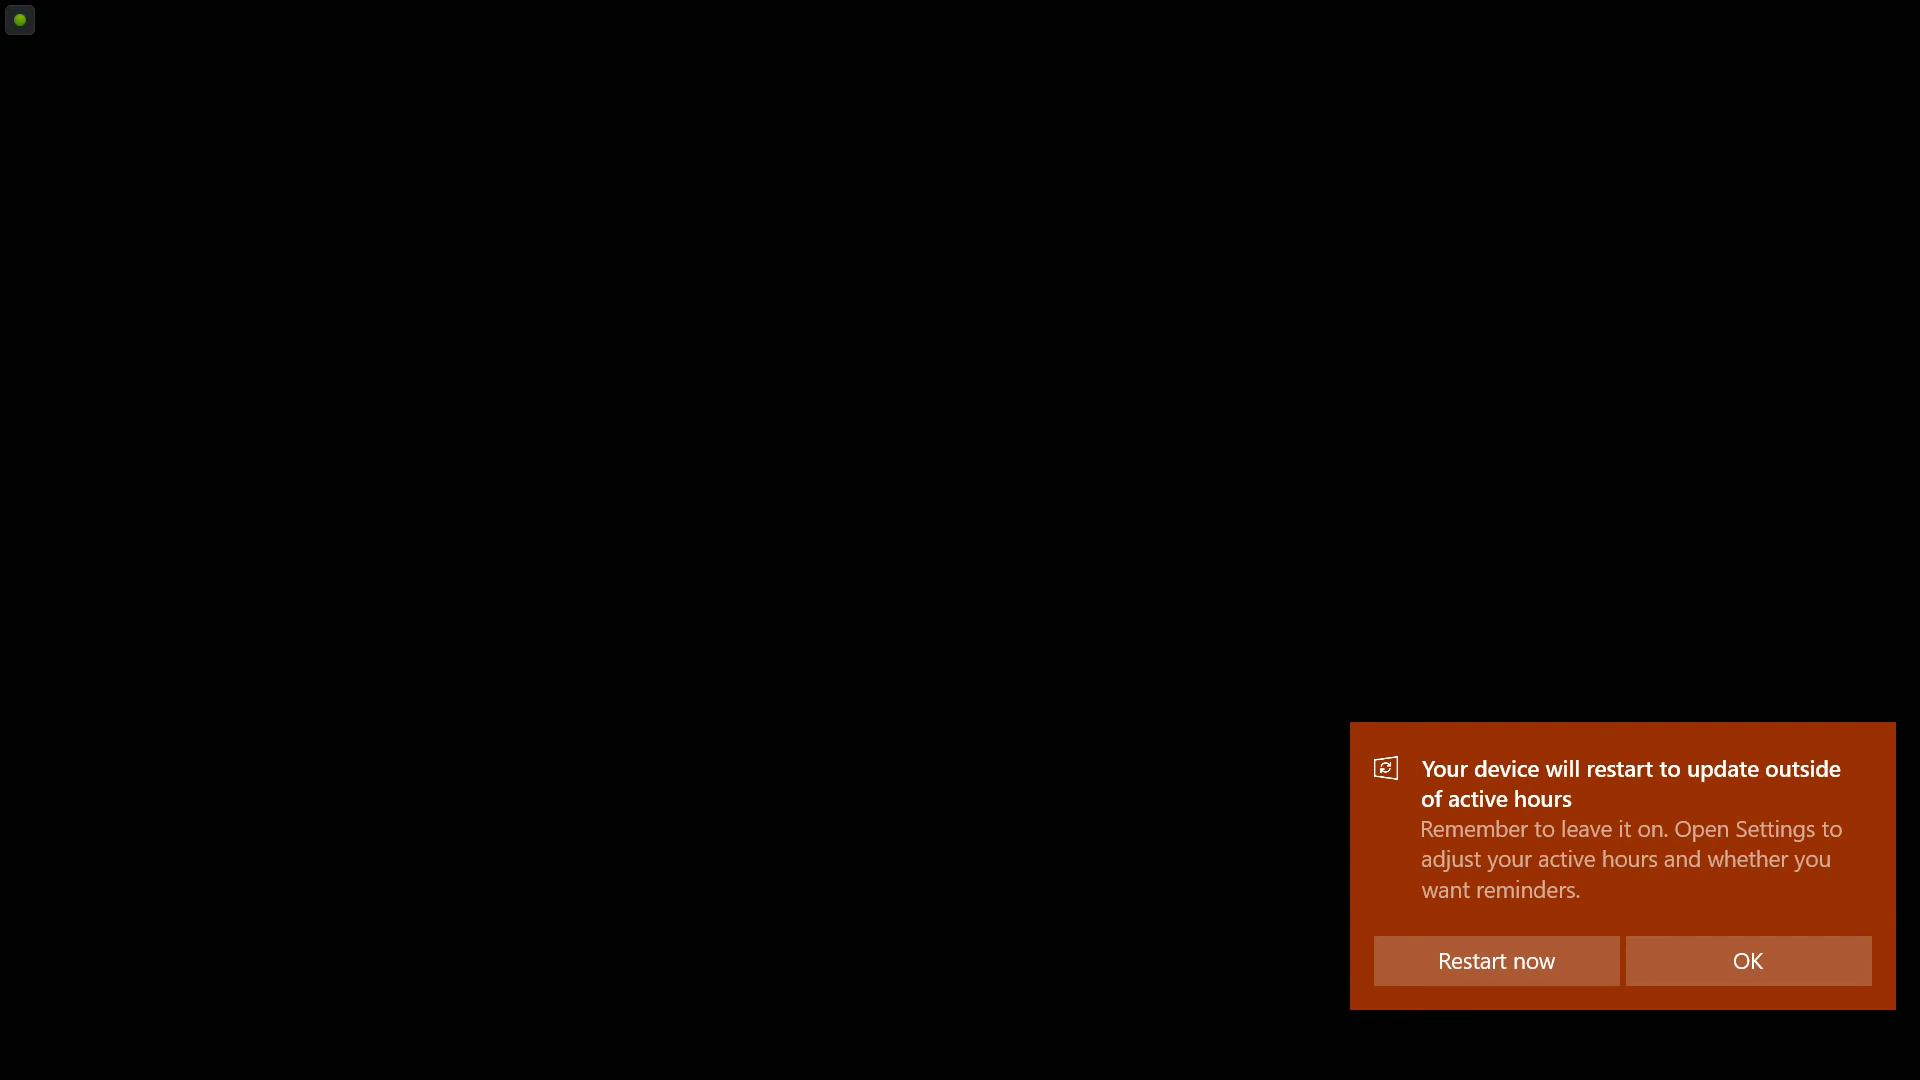 Your device will restart to update outside
of active hours
Remember to leave it on. Open Settings to
adjust your active hours and whether you
want reminders.
Restart now
OK